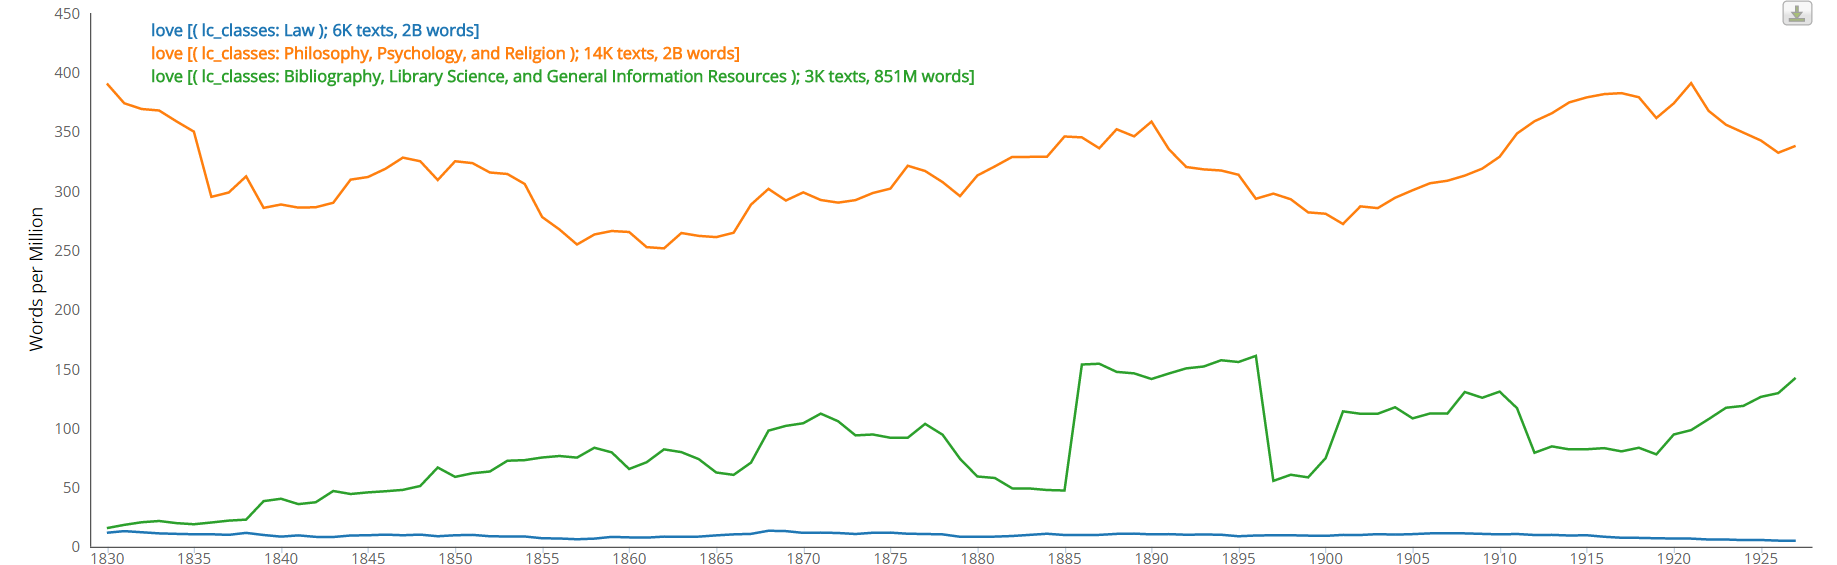 love [( lc_classes: Law ); 6K texts, 2B words]
love [( lc_classes: Philosophy, Psychology, and Religion ); 14K texts, 2B words]
love [( lc_classes: Bibliography, Library Science, and General Information Resources ); 3K texts, 851M words]
Words per Million
450
400
350
300
250
200
150
100
50
0
1830 1835 1840 1845 1850 1855 1860 1865 1870 1875 1880 1885 1890 1895 1900 1905 1910 1915 1920 1925